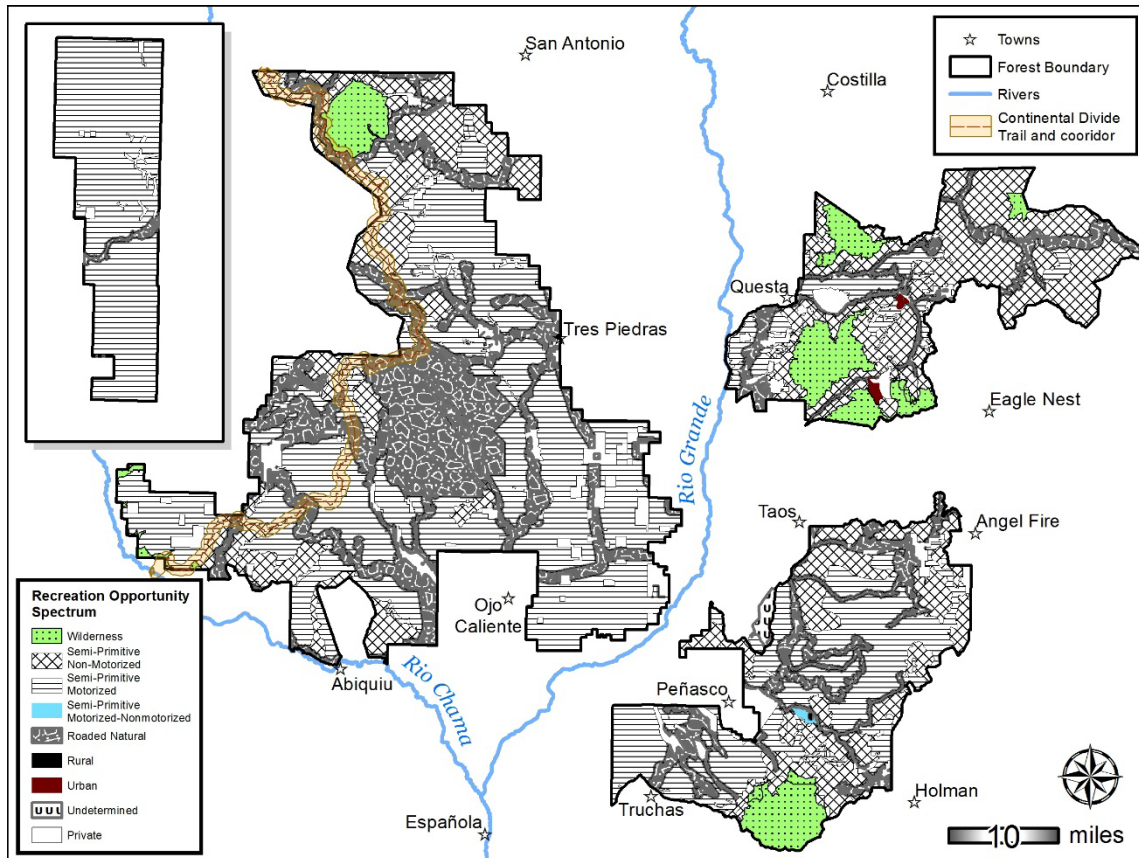 San Antonio
Costilla
Towns
Forest Boundary
Rivers
Continental Divide
Trail and cooridor
Questa
Tres Piedras
Eagle Nest
Rio Grande
Taos
Angel Fire
Ojo
Caliente
Abiquiu
Rio Chama
Peñasco
Truchas
Holman
Española
Recreation Opportunity
Spectrum
Wilderness
Semi-Primitive
Non-Motorized
Semi-Primitive
Motorized
Semi-Primitive
Motorized-Nonmotorized
Roaded Natural
Rural
Urban
Undetermined
Private
10 miles